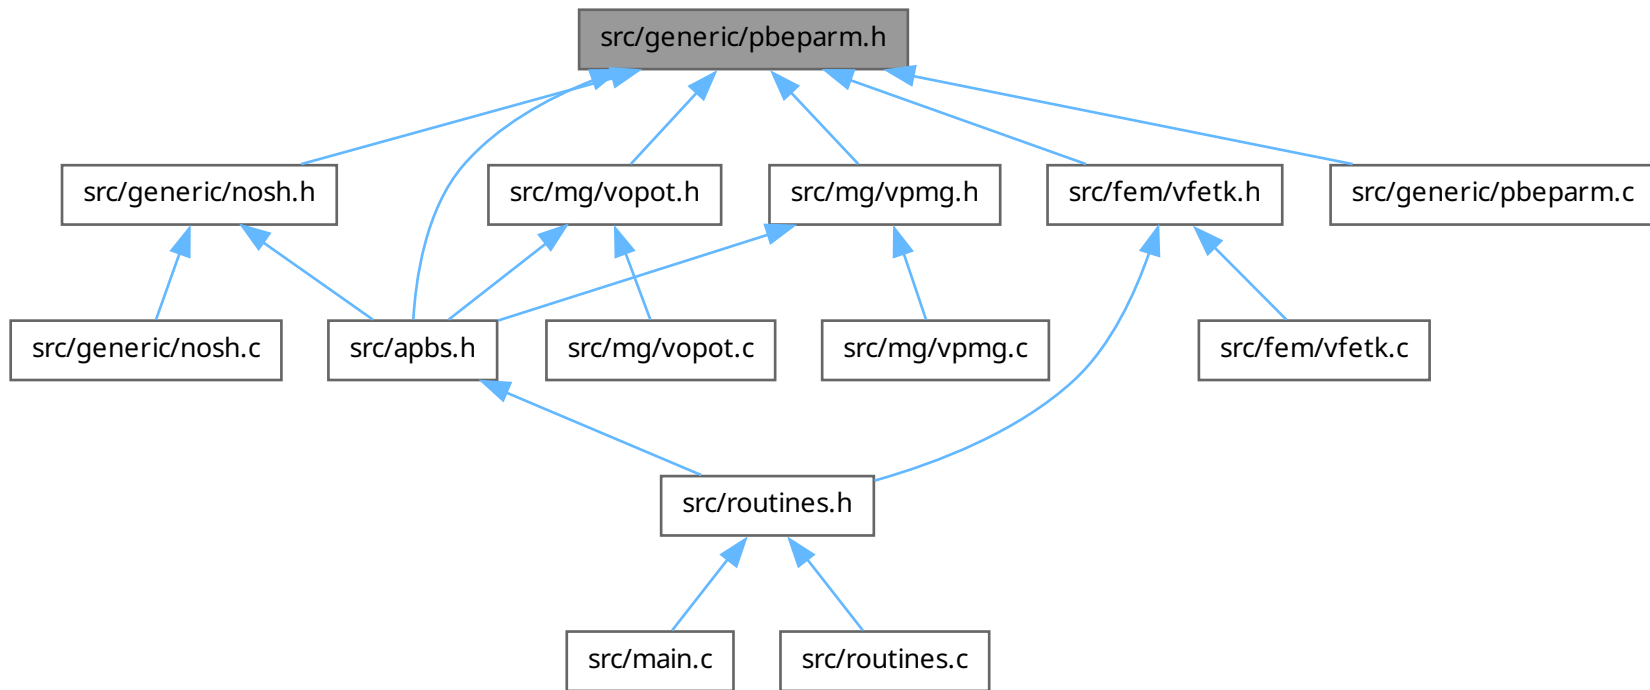 src/generic/pbeparm.h
src/generic/nosh.h
src/mg/vopot.h
src/mg/vpmg.h
src/fem/vfetk.h
src/generic/pbeparm.c
src/generic/nosh.c
src/apbs.h
src/mg/vopot.c
src/mg/vpmg.c
src/fem/vfetk.c
src/routines.h
src/main.c
src/routines.c